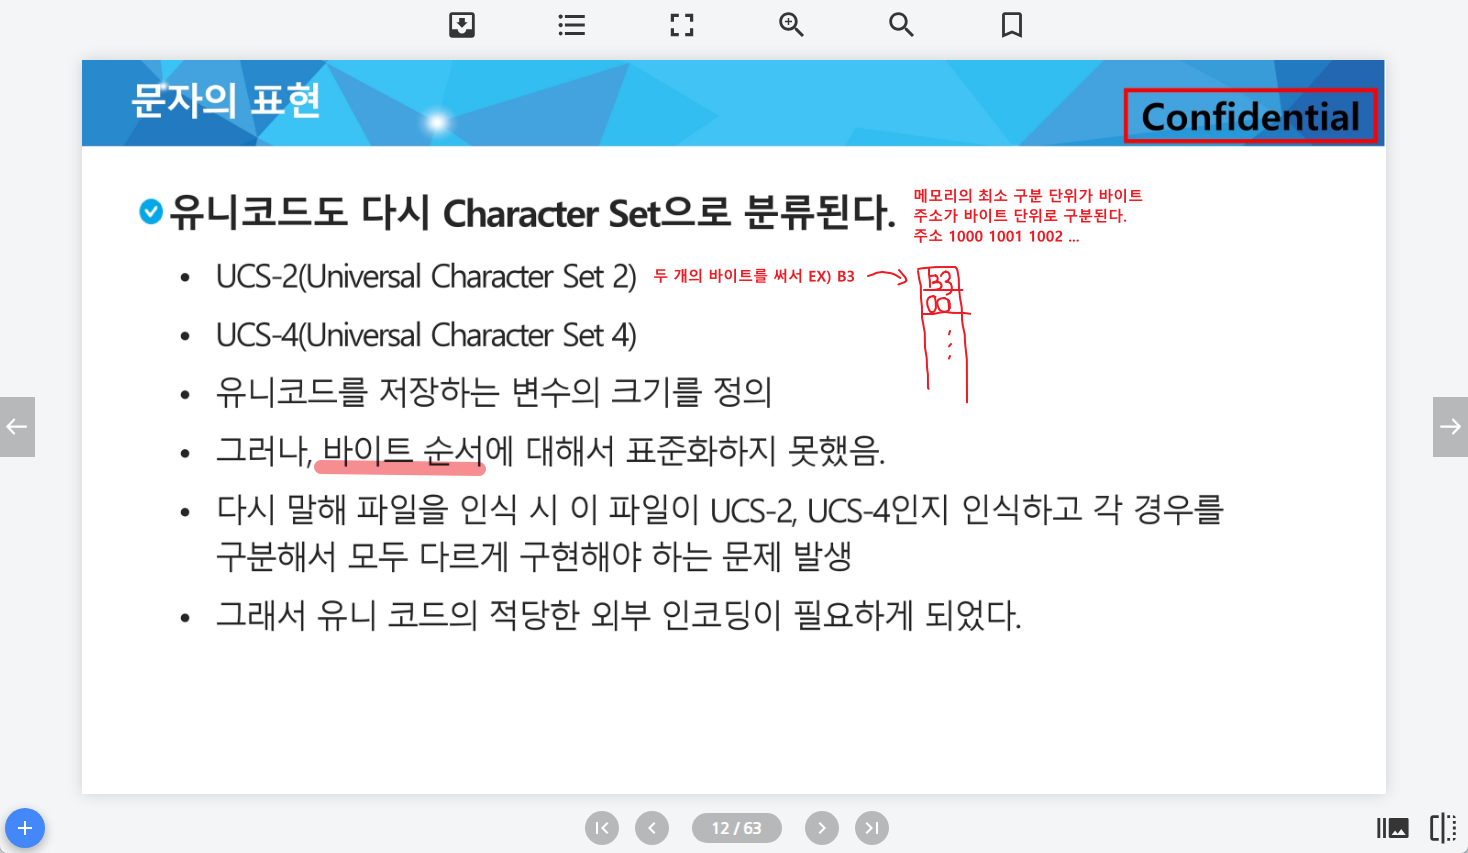 문자의 표현
Confidential
유니코드도 다시 Character Set으로 분류된다.
메모리의 최소 구분 단위가 바이트
주소가 바이트 단위로 구분된다.
주소 1000 1001 1002 ...
• UCS-2(Universal Character Set 2)
두 개의 바이트를 써서 EX) B3
B3
00
• UCS-4(Universal Character Set 4)
• 유니코드를 저장하는 변수의 크기를 정의
• 그러나, 바이트 순서에 대해서 표준화하지 못했음.
• 다시 말해 파일을 인식 시 이 파일이 UCS-2, UCS-4인지 인식하고 각 경우를
구분해서 모두 다르게 구현해야 하는 문제 발생
• 그래서 유니 코드의 적당한 외부 인코딩이 필요하게 되었다.
12 / 63